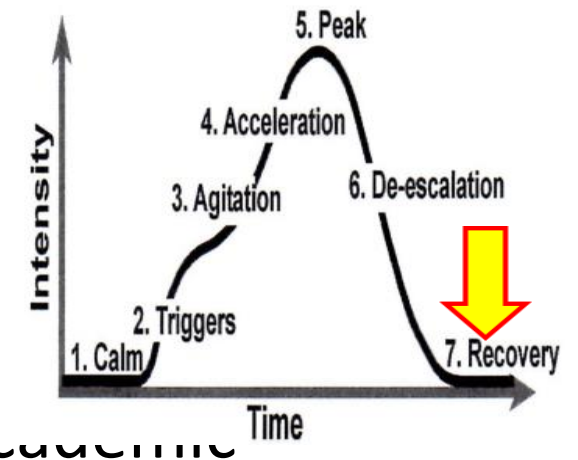 5. Peak
4. Acceleration
3. Agitation
6. De-escalation
2. Triggers
1. Calm
7. Recovery
Intensity
Time